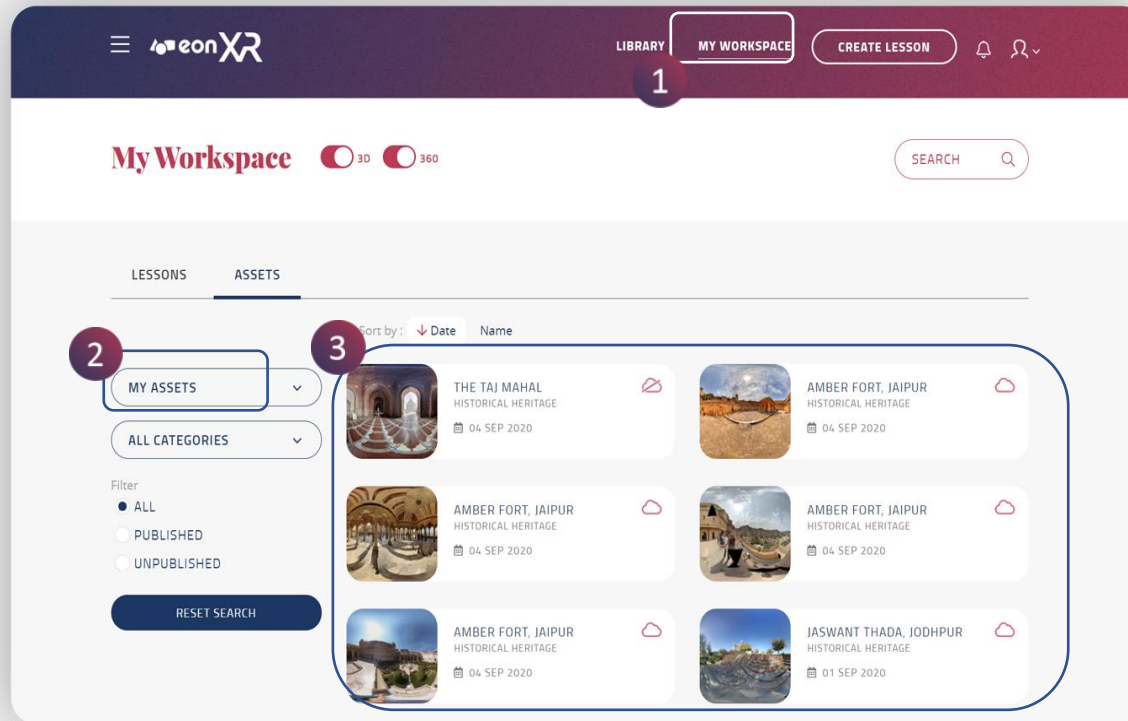 eonXR
LIBRARY MY WORKSPACE CREATE LESSON
1
My Workspace 3D 360 SEARCH
LESSONS ASSETS
Sort by : Date Name
2
3
MY ASSETS
ALL CATEGORIES
Filter
ALL
PUBLISHED
UNPUBLISHED
RESET SEARCH
THE TAJ MAHAL
HISTORICAL HERITAGE
04 SEP 2020
AMBER FORT, JAIPUR
HISTORICAL HERITAGE
04 SEP 2020
AMBER FORT, JAIPUR
HISTORICAL HERITAGE
04 SEP 2020
AMBER FORT, JAIPUR
HISTORICAL HERITAGE
04 SEP 2020
AMBER FORT, JAIPUR
HISTORICAL HERITAGE
04 SEP 2020
JASWANT THADA, JODHPUR
HISTORICAL HERITAGE
01 SEP 2020